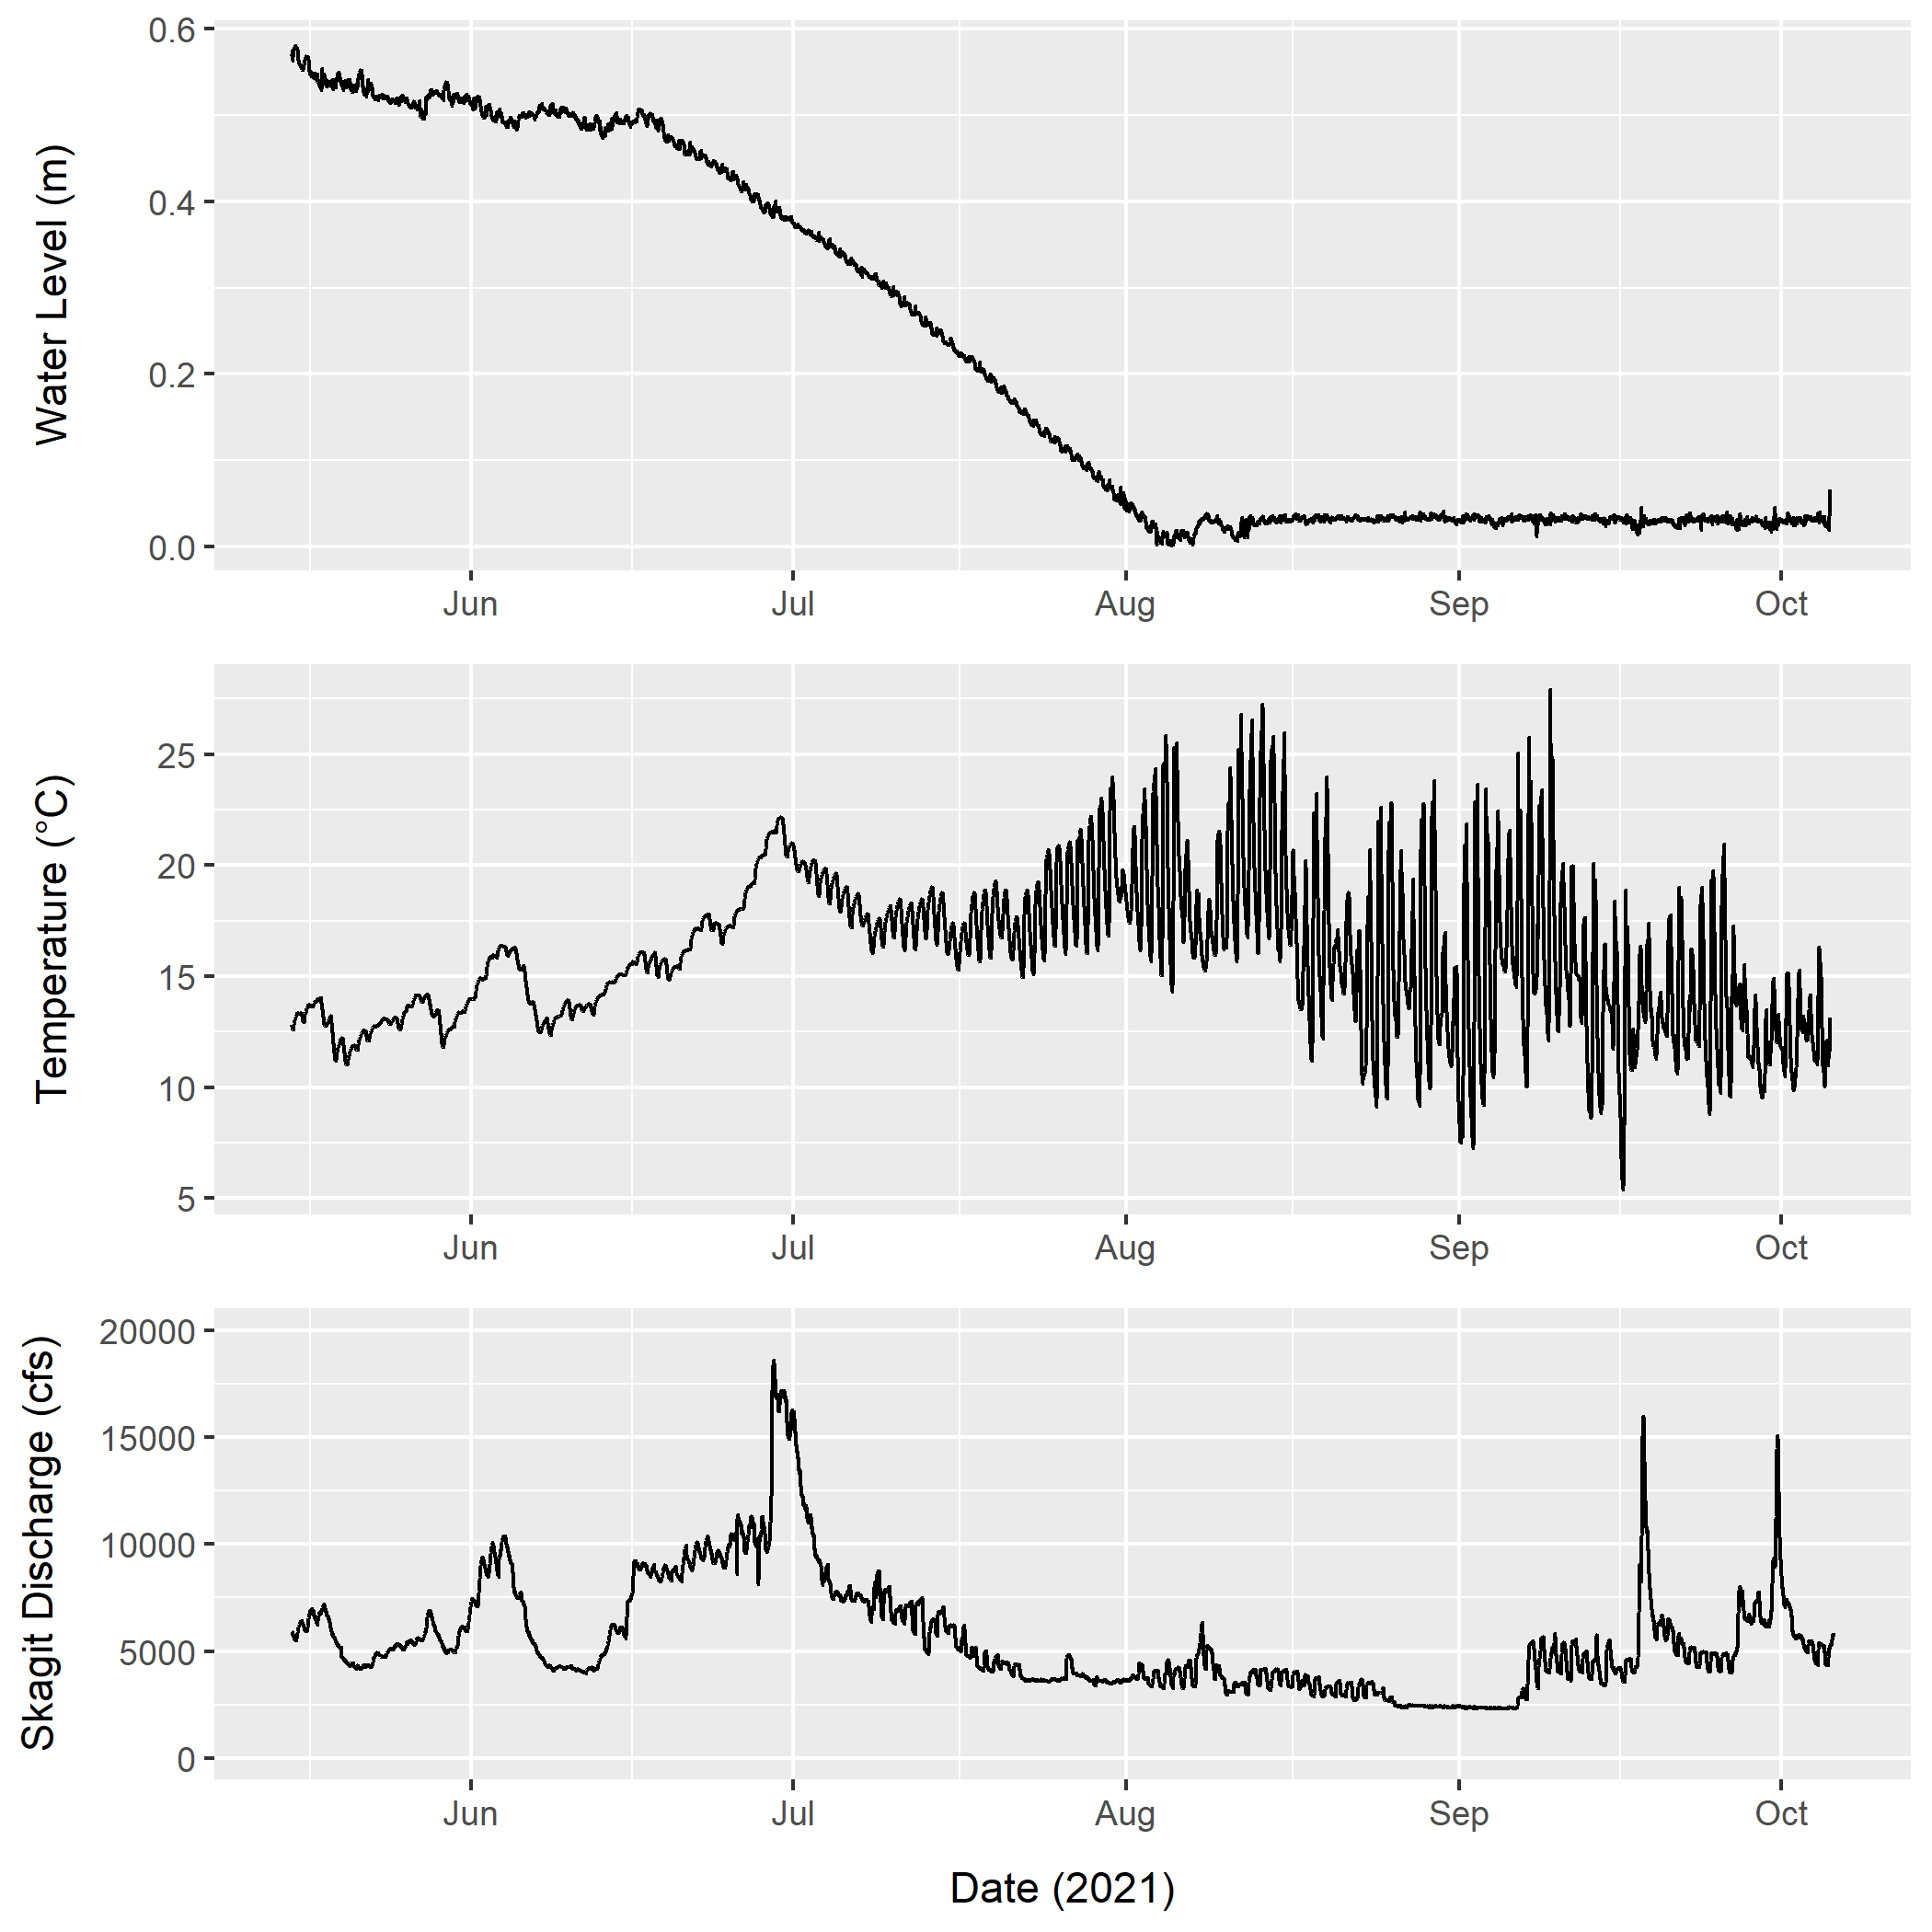 Water Level (m)
0.6
0.4
0.2
0.0
Jun Jul Aug Sep Oct
Temperature (°C)
25
20
15
10
5
Jun Jul Aug Sep Oct
Skagit Discharge (cfs)
20000
15000
10000
5000
0
Jun Jul Aug Sep Oct
Date (2021)